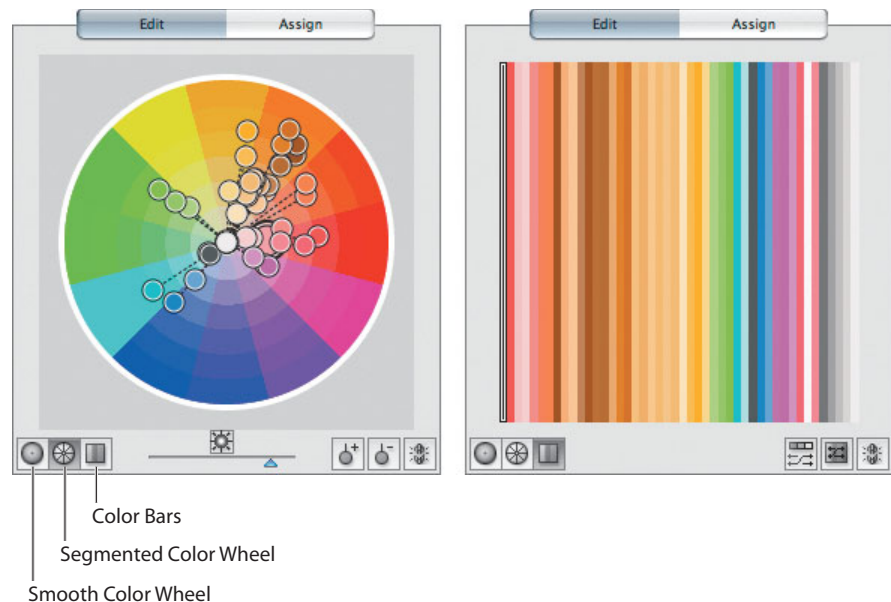 Edit Assign
Edit Assign
Color Bars
Segmented Color Wheel
Smooth Color Wheel